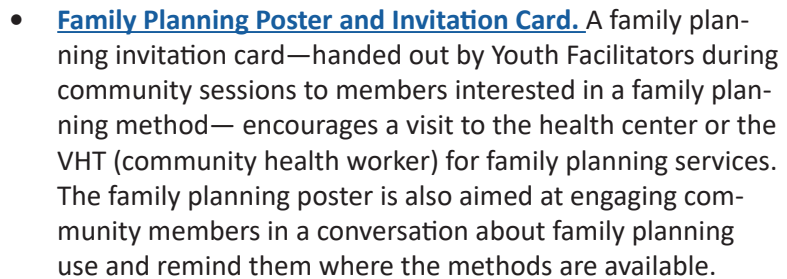 • Family Planning Poster and Invitation Card. A family plan-
ning invitation card—handed out by Youth Facilitators during
community sessions to members interested in a family plan-
ning method— encourages a visit to the health center or the
VHT (community health worker) for family planning services.
The family planning poster is also aimed at engaging com-
munity members in a conversation about family planning
use and remind them where the methods are available.